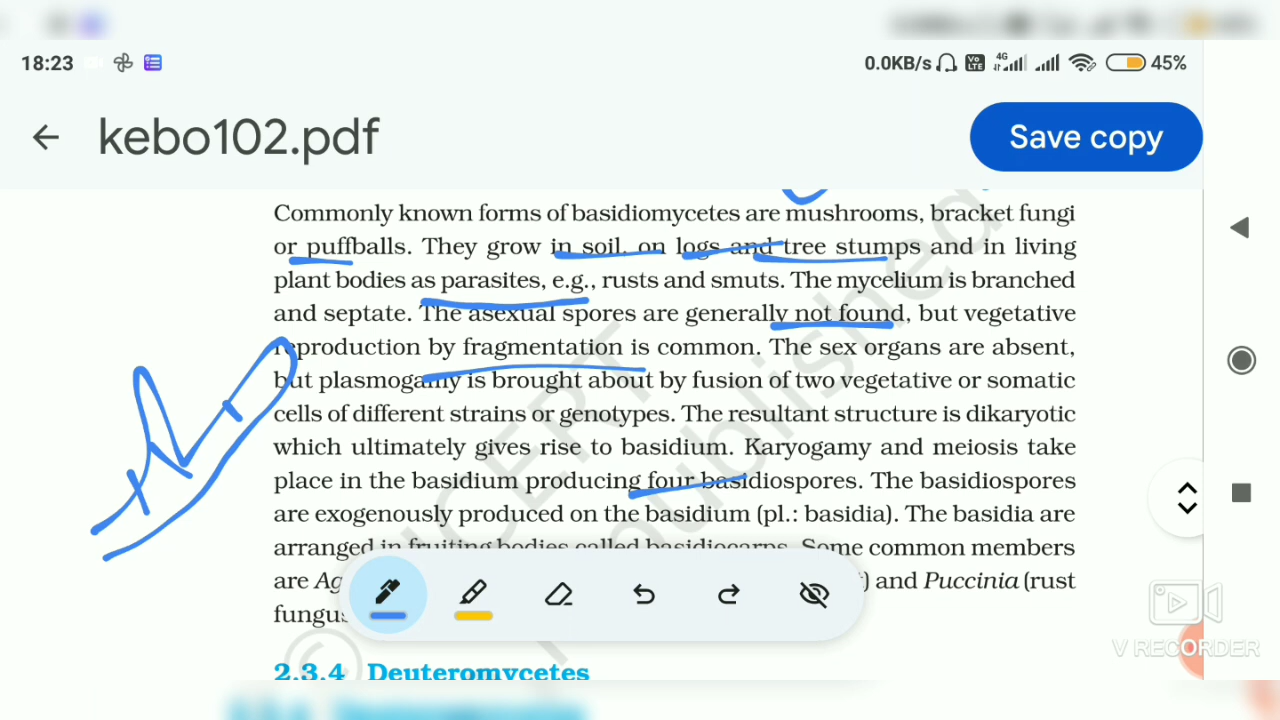 18:23
0.0KB/s
Vo
LTE
4G
45%
kebo102.pdf
Save copy
Commonly known forms of basidiomycetes are mushrooms, bracket fungi
or puffballs. They grow in soil, on logs and tree stumps and in living
plant bodies as parasites, e.g., rusts and smuts. The mycelium is branched
and septate. The asexual spores are generally not found, but vegetative
reproduction by fragmentation is common. The sex organs are absent,
but plasmogamy is brought about by fusion of two vegetative or somatic
cells of different strains or genotypes. The resultant structure is dikaryotic
which ultimately gives rise to basidium. Karyogamy and meiosis take
place in the basidium producing four basidiospores. The basidiospores
are exogenously produced on the basidium (pl.: basidia). The basidia are
arranged in fruiting bodies called basidiocarps. Some common members
are Ag ) and Puccinia (rust
fungus
2.3.4 Deuteromycetes
© NCERT
published
V RECORDER